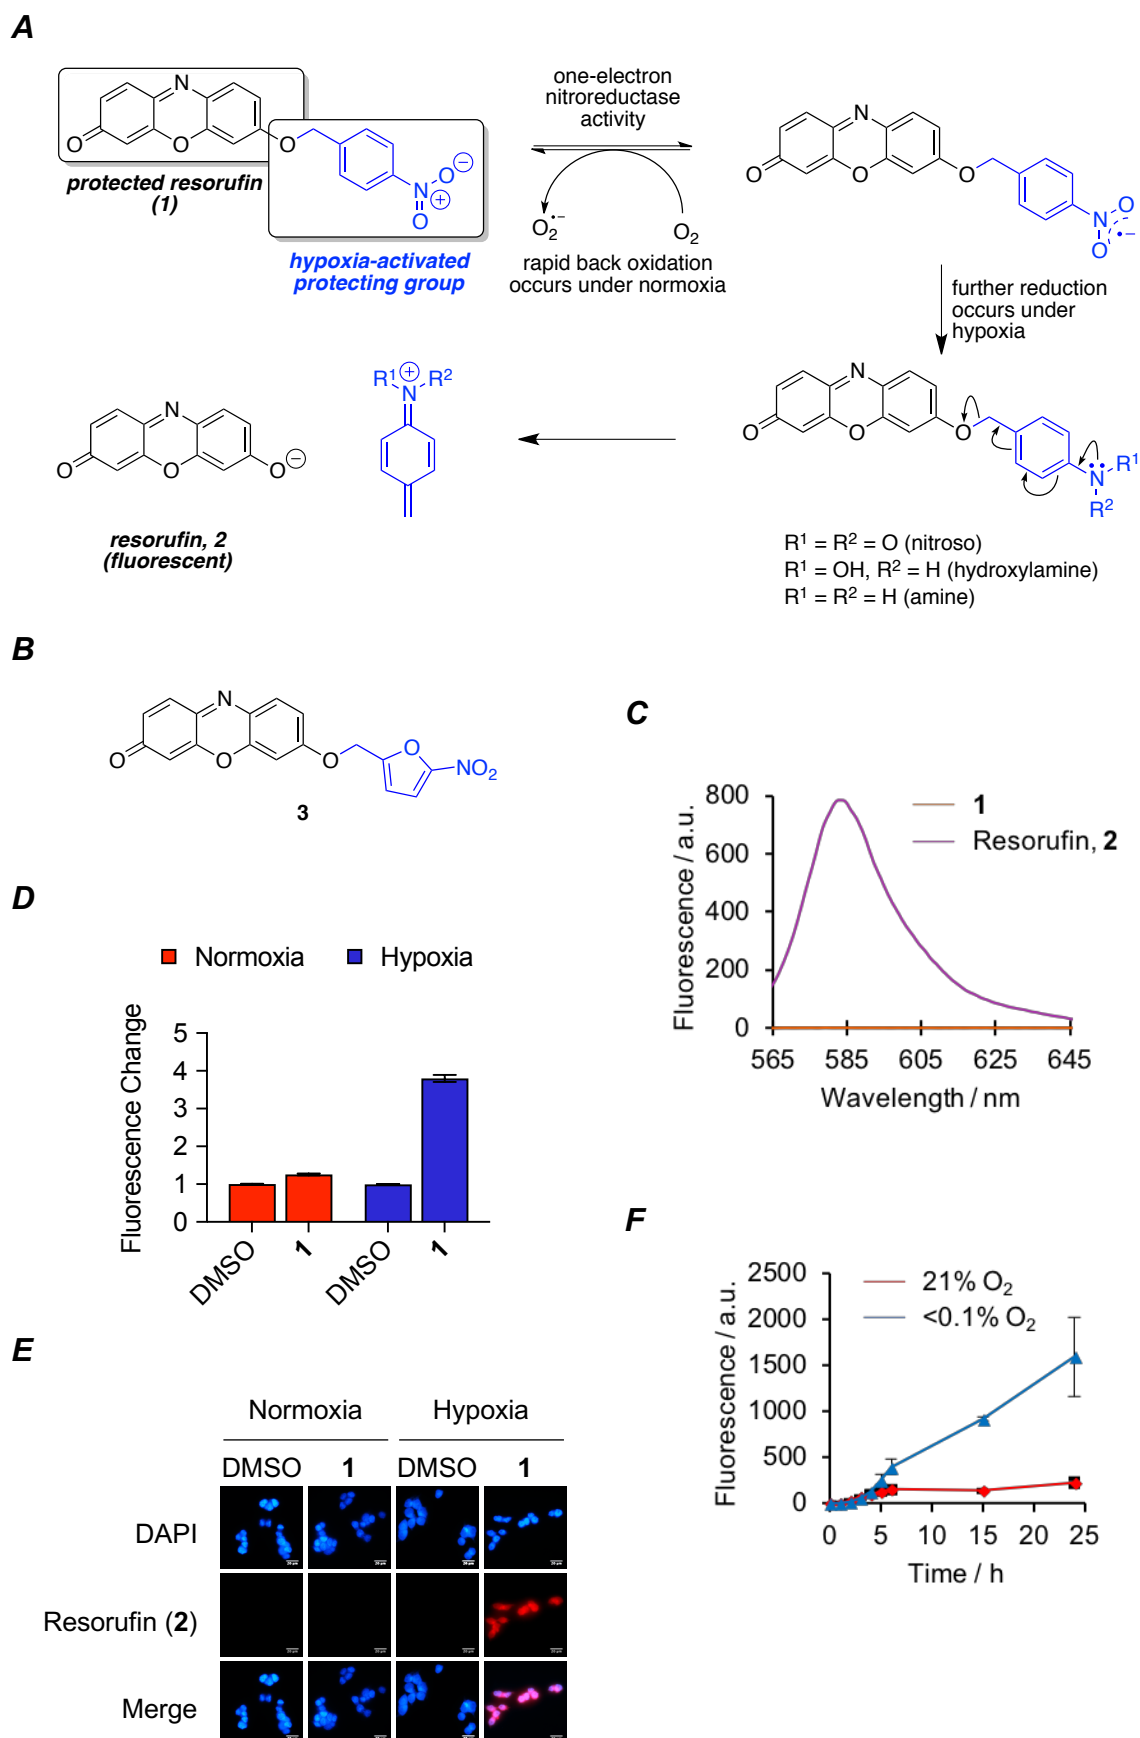 A
one-electron
nitroreductase
activity
N
O
O
O
N
O
O
⊖
⊕
protected resorufin
(1)
hypoxia-activated
protecting group
O2•−
O2
rapid back oxidation
occurs under normoxia
N
O
O
O
N
O
O
•−
further reduction
occurs under
hypoxia
R1
⊕
N
R2
N
O
O
O
⊖
resorufin, 2
(fluorescent)
N
O
O
O
N
R1
R2
R1 = R2 = O (nitroso)
R1 = OH, R2 = H (hydroxylamine)
R1 = R2 = H (amine)
B
N
O
O
O
O
NO2
3
C
800
600
400
200
0
Fluorescence / a.u.
1
Resorufin, 2
565 585 605 625 645
Wavelength / nm
D
Normoxia Hypoxia
5
4
3
2
1
0
Fluorescence Change
DMSO 1 DMSO 1
E
Normoxia Hypoxia
DMSO 1 DMSO 1
DAPI
Resorufin (2)
Merge
F
2500
2000
1500
1000
500
0
Fluorescence / a.u.
21% O2
<0.1% O2
0 5 10 15 20 25
Time / h